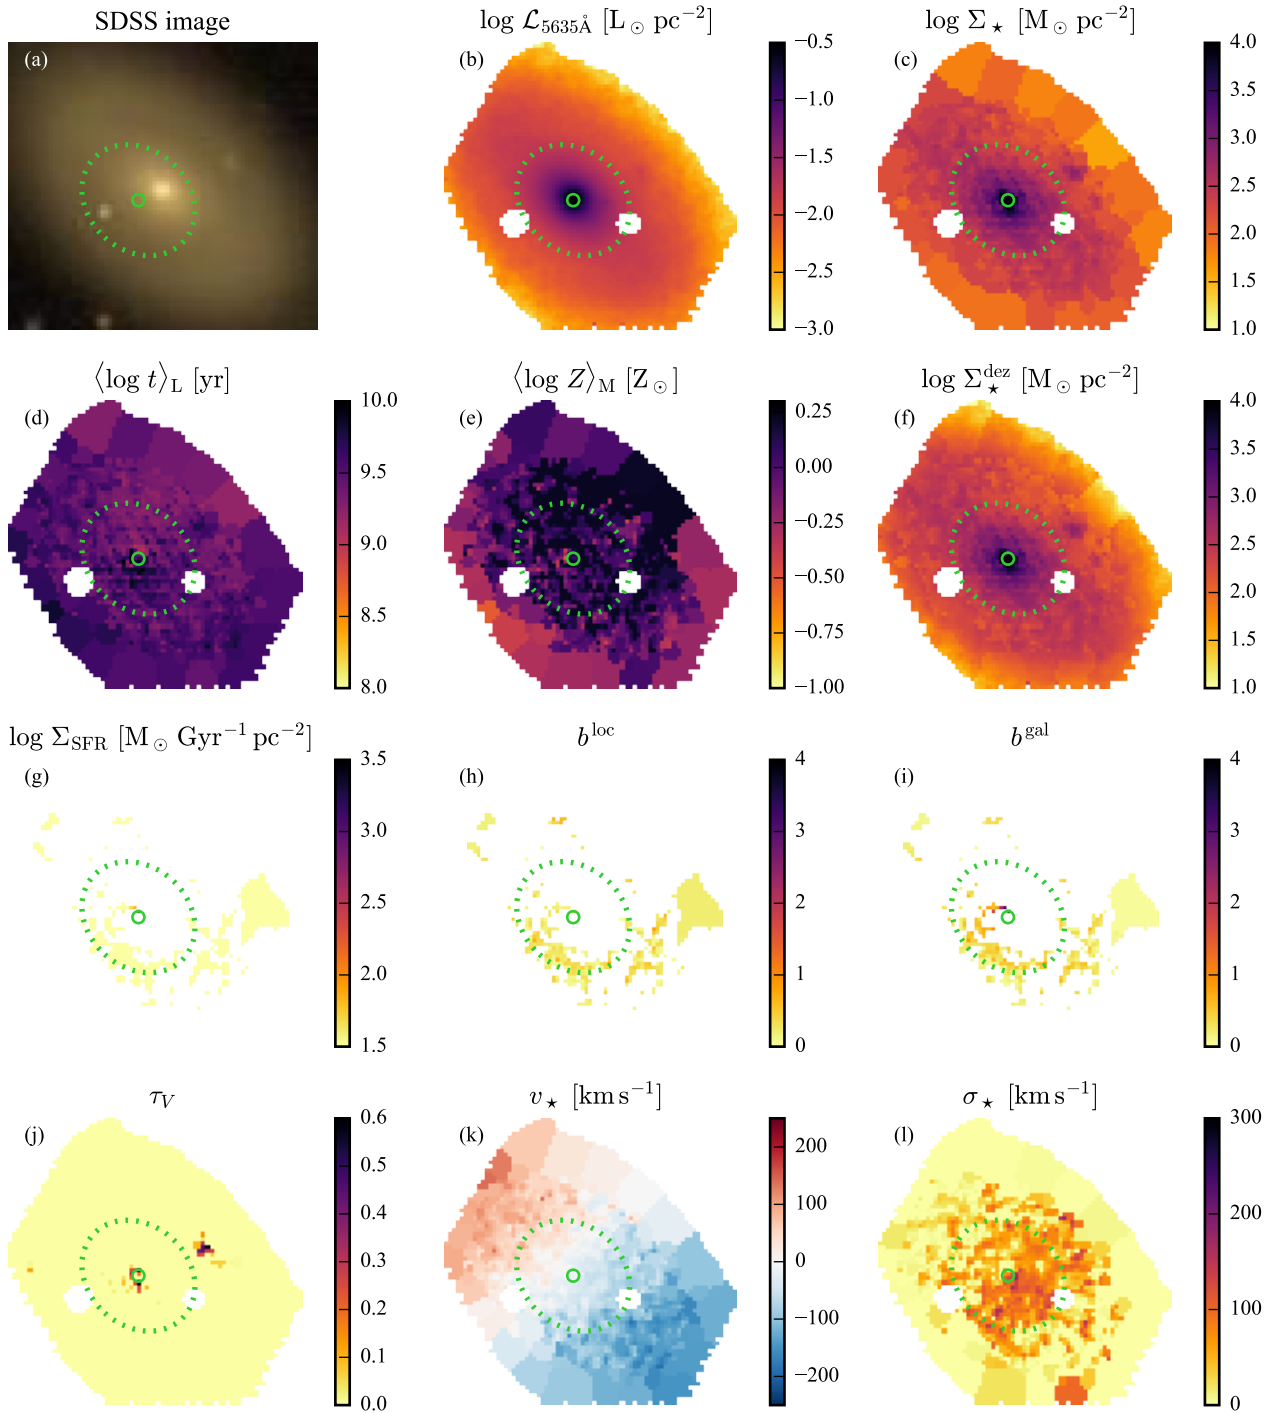 SDSS image
log ℒ₅₆₃₅Å [L⊙ pc⁻²]
log Σ⋆ [M⊙ pc⁻²]
(a)
(b)
−0.5
−1.0
−1.5
−2.0
−2.5
−3.0
(c)
4.0
3.5
3.0
2.5
2.0
1.5
1.0
⟨log t⟩L [yr]
⟨log Z⟩M [Z⊙]
log Σ⋆ᵈᵉᶻ [M⊙ pc⁻²]
(d)
10.0
9.5
9.0
8.5
8.0
(e)
0.25
0.00
−0.25
−0.50
−0.75
−1.00
(f)
4.0
3.5
3.0
2.5
2.0
1.5
1.0
log ΣSFR [M⊙ Gyr⁻¹ pc⁻²]
bˡᵒᶜ
bᵍᵃˡ
(g)
3.5
3.0
2.5
2.0
1.5
(h)
4
3
2
1
0
(i)
4
3
2
1
0
τV
v⋆ [km s⁻¹]
σ⋆ [km s⁻¹]
(j)
0.6
0.5
0.4
0.3
0.2
0.1
0.0
(k)
200
100
0
−100
−200
(l)
300
200
100
0